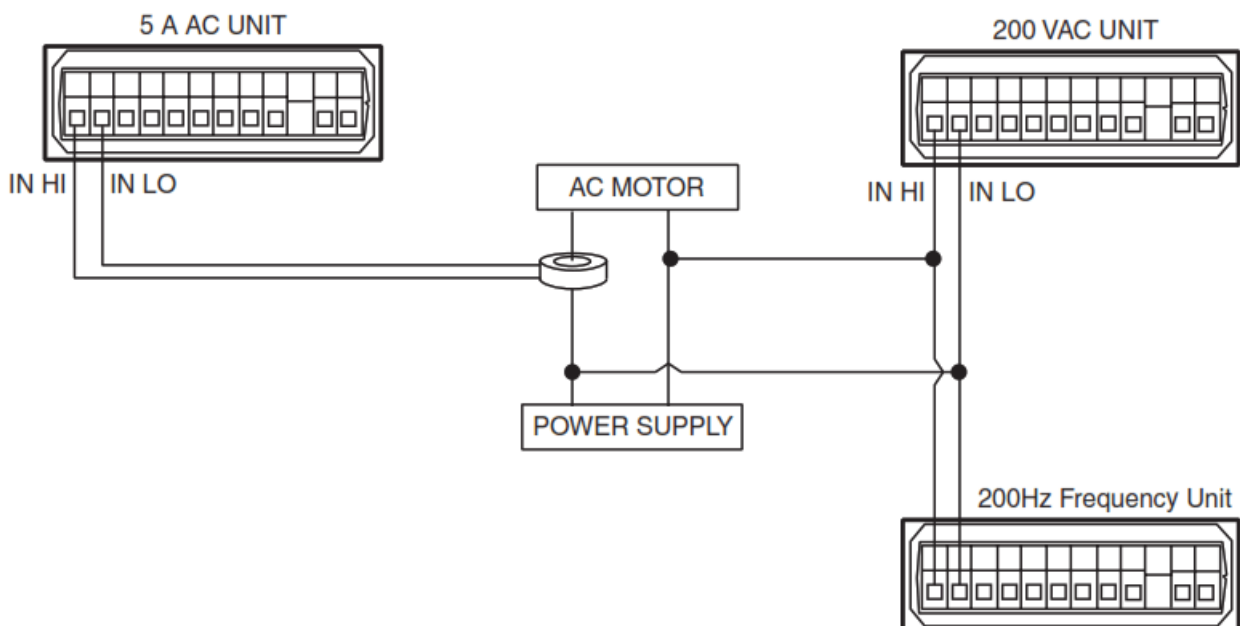 5 A AC UNIT
200 VAC UNIT
IN HI
IN LO
AC MOTOR
IN HI
IN LO
POWER SUPPLY
200Hz Frequency Unit